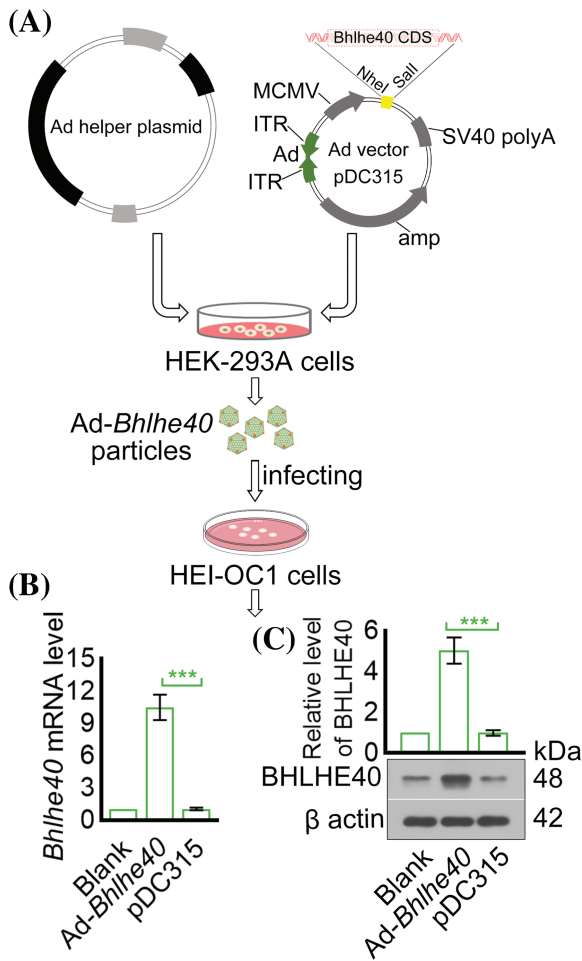 (A)
Bhlhe40 CDS
NheI
SalI
MCMV
ITR
Ad
ITR
SV40 polyA
Ad helper plasmid
Ad vector
pDC315
amp
HEK-293A cells
Ad-Bhlhe40
particles
infecting
HEI-OC1 cells
(B)
Bhlhe40 mRNA level
15
12
9
6
3
0
***
Blank
Ad-Bhlhe40
pDC315
(C)
Relative level
of BHLHE40
6
4
2
0
***
kDa
BHLHE40
48
β actin
42
Blank
Ad-Bhlhe40
pDC315